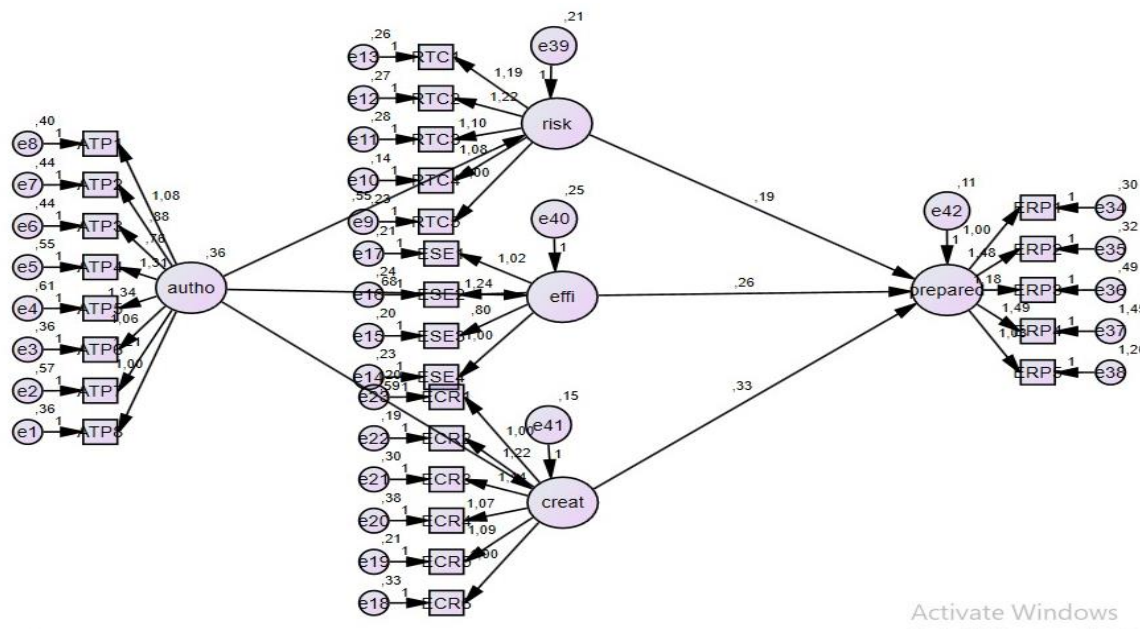 ,40
e8 1 ATP1
,44
e7 1 ATP2
,44
e6 1 ATP3
,55
e5 1 ATP4
,61
e4 1 ATP5
,36
e3 1 ATP6
,57
e2 1 ATP7
,36
e1 1 ATP8
1,08
,88
,76
1,31
1,34
1,06
1,00
,36
autho
,55
,68
,59
,26
e13 1 RTC1
,27
e12 1 RTC2
,28
e11 1 RTC3
,14
e10 1 RTC4
,23
e9 1 RTC5
1,19
1,22
1,10
1,08
,21
e39
1
risk
,21
e17 1 ESE1
,24
e16 ESE2
,20
e15 1 ESE3
,23
e14 1 ESE4
1,02
1,24
,80
1,00
,25
e40
1
effi
e23 1 ECR1
,19
e22 1 ECR2
,30
e21 1 ECR3
,38
e20 1 ECR4
,21
e19 1 ECR5
,33
e18 1 ECR6
1,00
1,22
1,07
1,09
,15
e41
1
creat
,19
,26
,33
,11
e42
1
prepared
1,00
1,48
1,49
ERP1 1 e34 ,30
ERP2 1 e35 ,32
ERP3 1 e36 ,49
ERP4 1 e37 1,45
ERP5 1 e38
Activate Windows